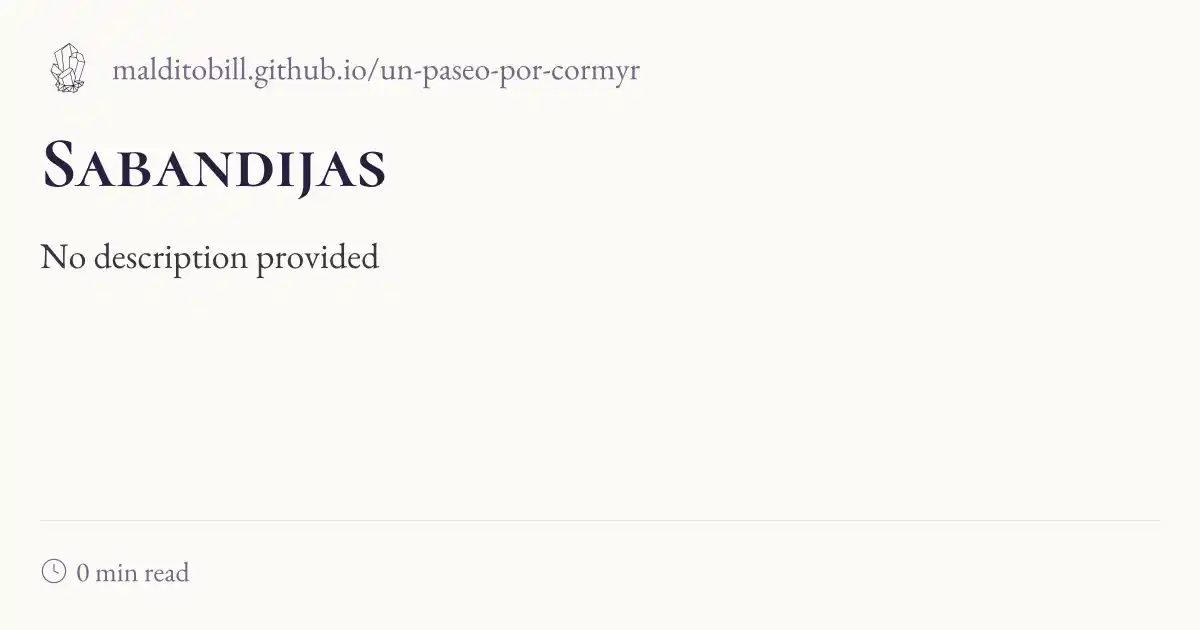 malditobill.github.io/un-paseo-por-cormyr
Sabandijas
No description provided
0 min read